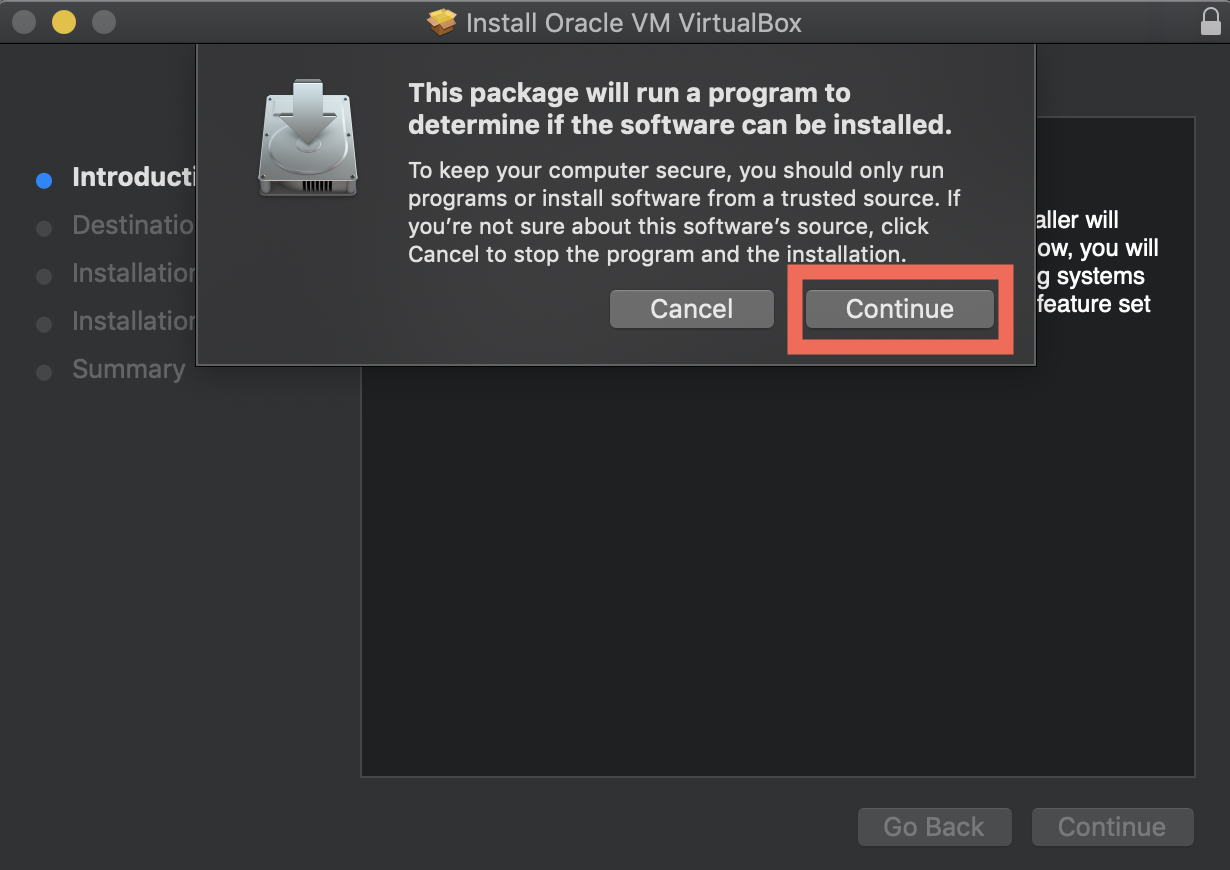 Install Oracle VM VirtualBox
This package will run a program to
determine if the software can be installed.
To keep your computer secure, you should only run
programs or install software from a trusted source. If
you’re not sure about this software’s source, click
Cancel to stop the program and the installation.
Cancel
Continue
Introducti
Destinatio
Installation
Installation
Summary
aller will
ow, you will
g systems
feature set
Go Back
Continue